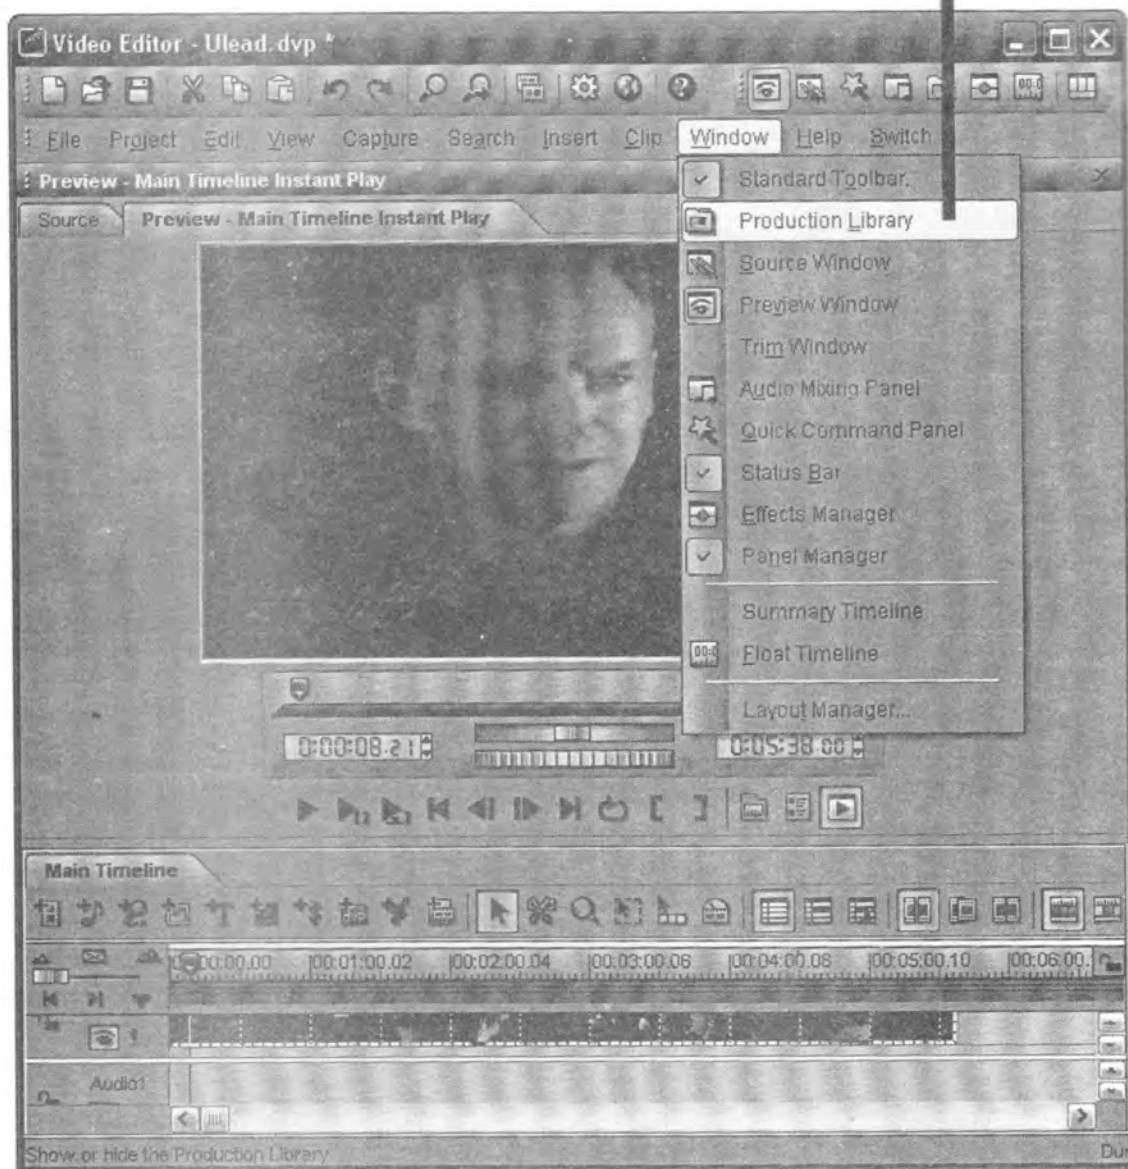 Video Editor - Ulead.dvp *
File Project Edit View Capture Search Insert Clip Window Help Switch
Preview - Main Timeline Instant Play
Source Preview - Main Timeline Instant Play
Standard Toolbar
Production Library
Source Window
Preview Window
Trim Window
Audio Mixing Panel
Quick Command Panel
Status Bar
Effects Manager
Panel Manager
Summary Timeline
Float Timeline
Layout Manager...
0:00:08.21 0:05:38.00
Main Timeline
00:00.00 00:01:00.02 00:02:00.04 00:03:00.06 00:04:00.08 00:05:00.10 00:06:00.
Audio1
Show or hide the Production Library